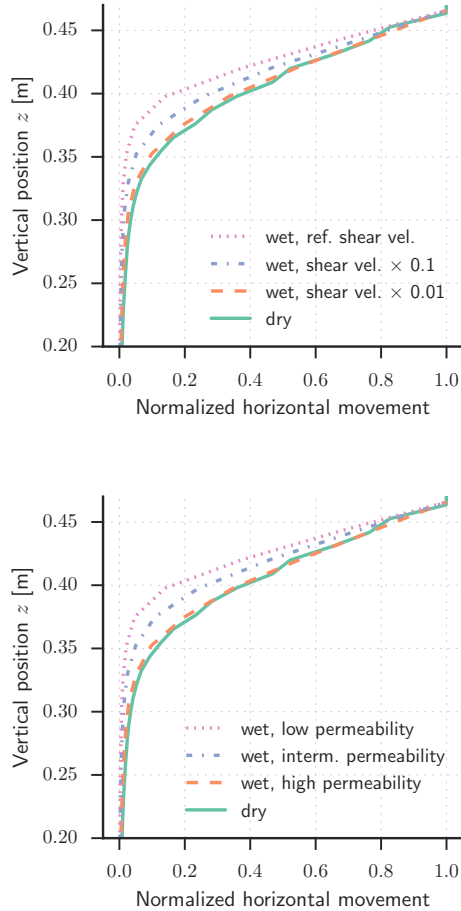 0.45
0.40
0.35
0.30
0.25
0.20
Vertical position z [m]
wet, ref. shear vel.
wet, shear vel. × 0.1
wet, shear vel. × 0.01
dry
0.0 0.2 0.4 0.6 0.8 1.0
Normalized horizontal movement
0.45
0.40
0.35
0.30
0.25
0.20
Vertical position z [m]
wet, low permeability
wet, interm. permeability
wet, high permeability
dry
0.0 0.2 0.4 0.6 0.8 1.0
Normalized horizontal movement